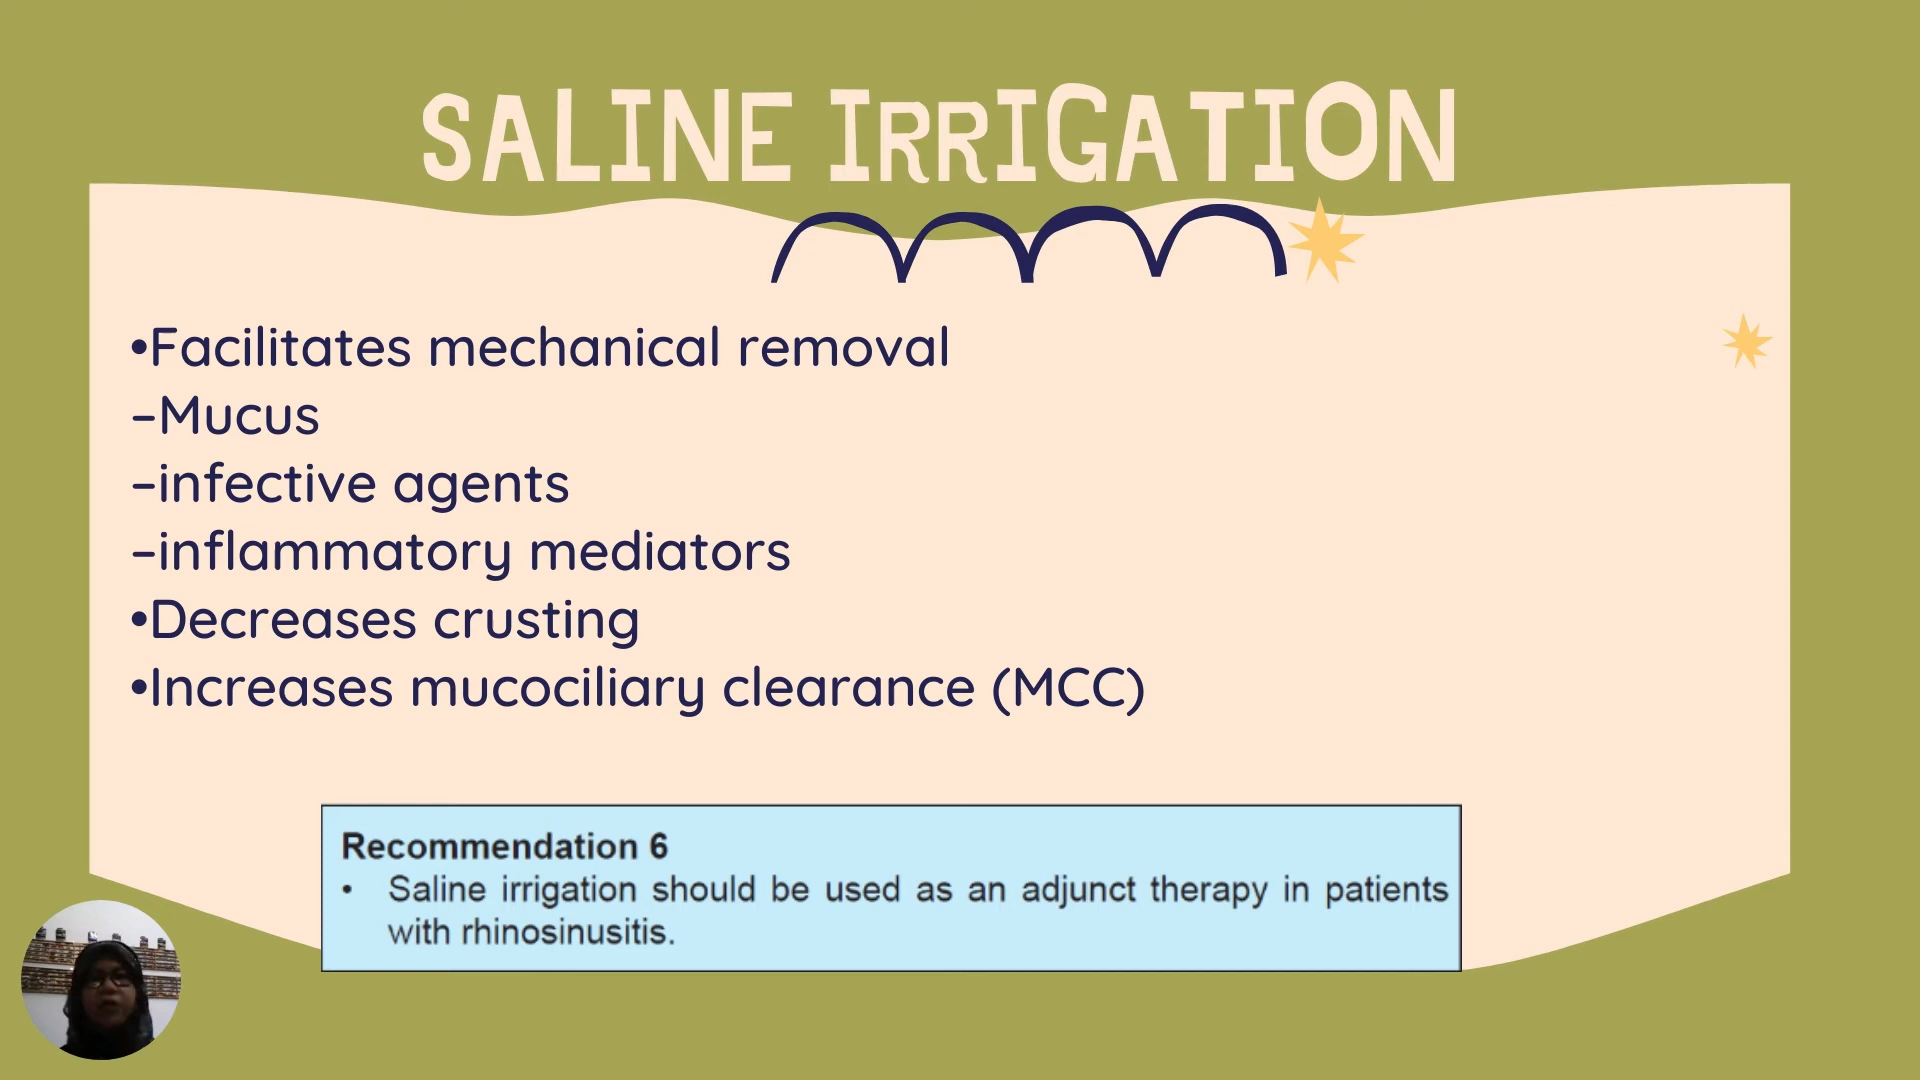 SALINE IRRIGATION
•Facilitates mechanical removal
–Mucus
–infective agents
–inflammatory mediators
•Decreases crusting
•Increases mucociliary clearance (MCC)
Recommendation 6
• Saline irrigation should be used as an adjunct therapy in patients
with rhinosinusitis.